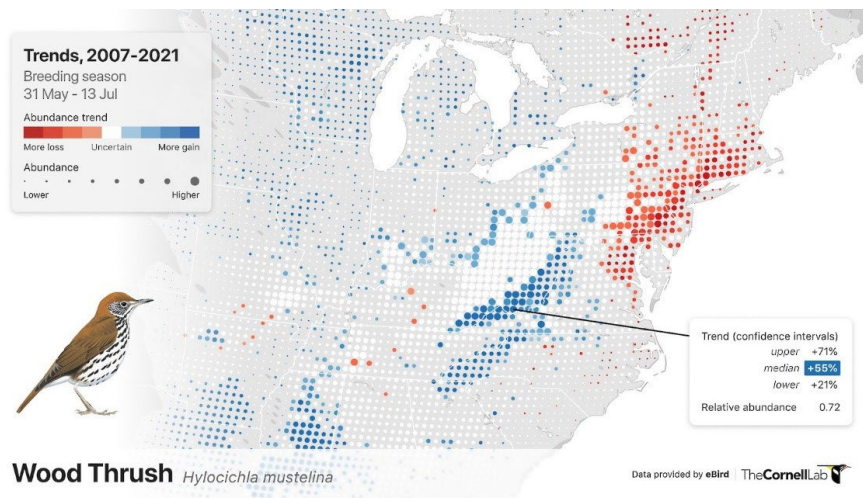 Trends, 2007-2021
Breeding season
31 May - 13 Jul
Abundance trend
More loss Uncertain More gain
Abundance
Lower Higher
Trend (confidence intervals)
upper +71%
median +55%
lower +21%
Relative abundance 0.72
Wood Thrush Hylocichla mustelina
Data provided by eBird TheCornellLab